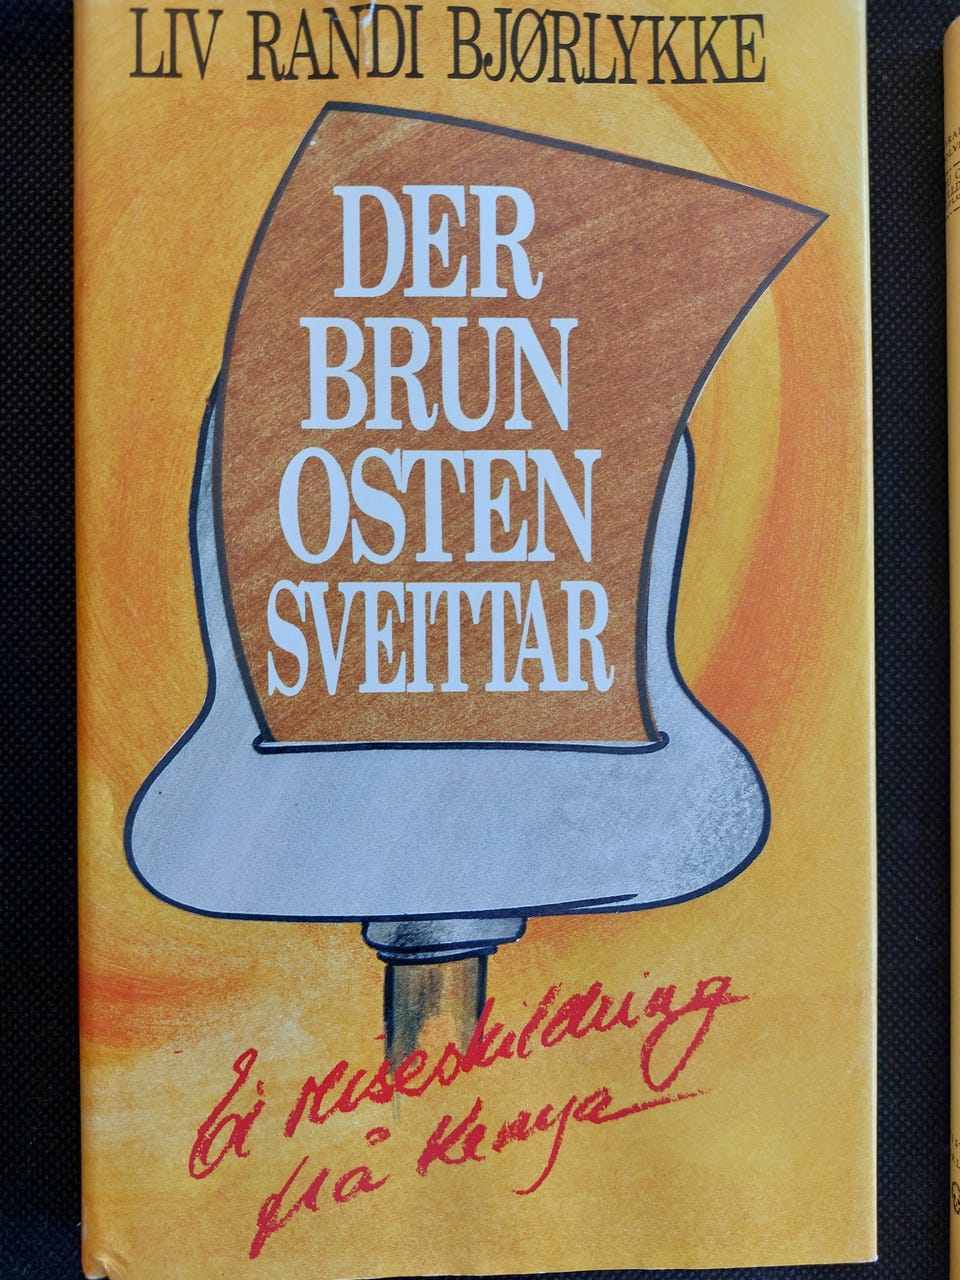 LIV RANDI BJØRLYKKE
DER
BRUN
OSTEN
SVEITTAR
Ei reiseskildring
frå Kenya